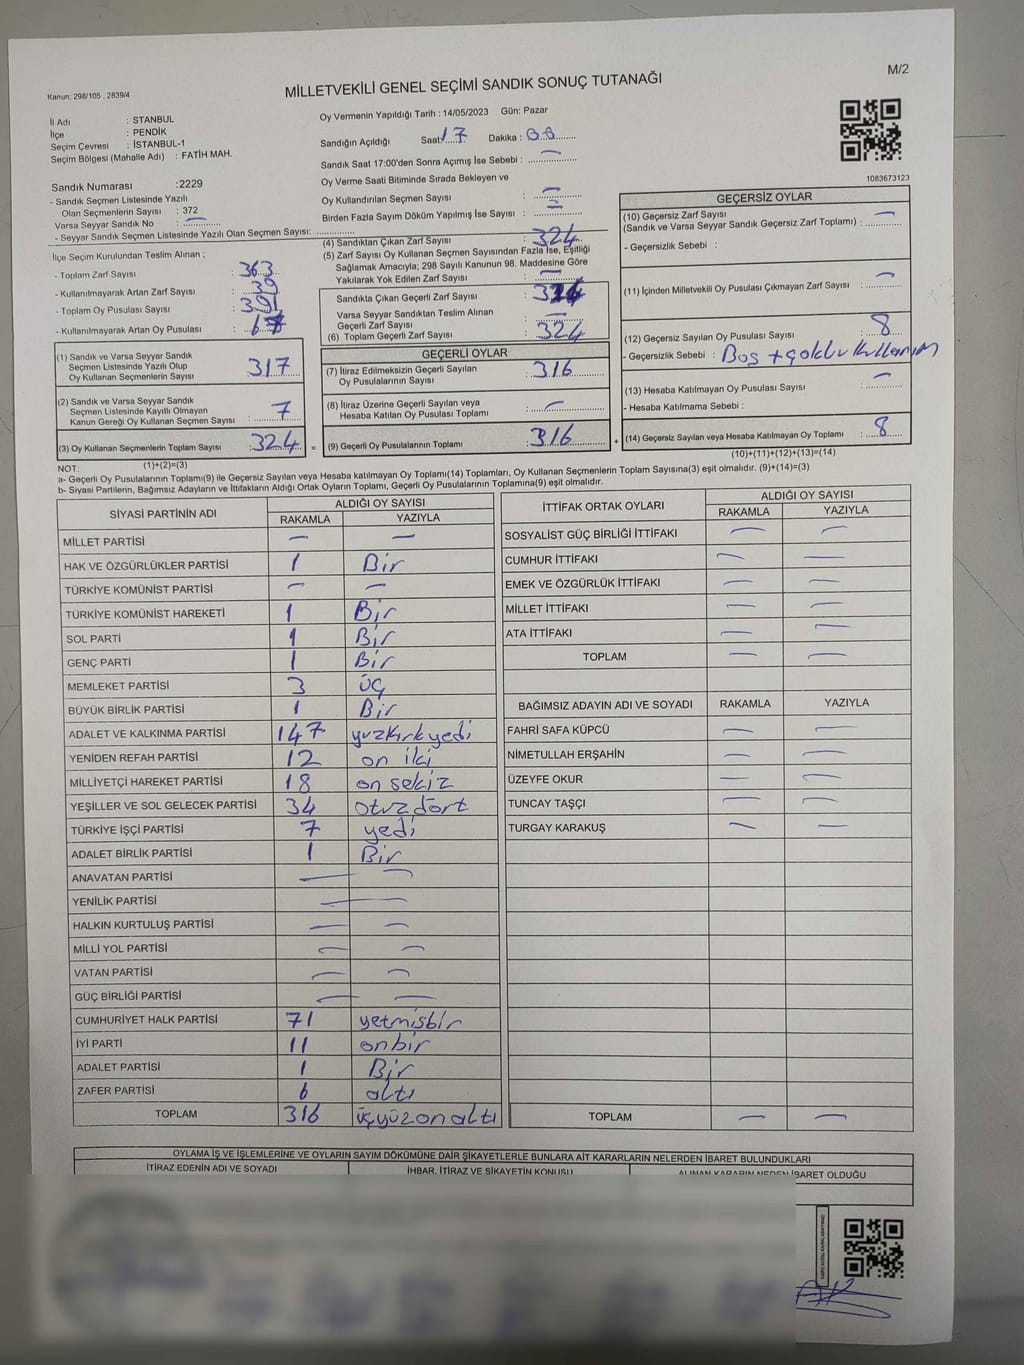 M/2
Kanun: 298/105 . 2839/4
MİLLETVEKİLİ GENEL SEÇİMİ SANDIK SONUÇ TUTANAĞI
İl Adı : İSTANBUL
İlçe : PENDİK
Seçim Çevresi : İSTANBUL-1
Seçim Bölgesi (Mahalle Adı) : FATİH MAH.
Sandık Numarası :2229
- Sandık Seçmen Listesinde Yazılı
Olan Seçmenlerin Sayısı : 372
Varsa Seyyar Sandık No : —
- Seyyar Sandık Seçmen Listesinde Yazılı Olan Seçmen Sayısı:
Oy Vermenin Yapıldığı Tarih : 14/05/2023 Gün: Pazar
Sandığın Açıldığı Saat: 17 Dakika :
Sandık Saat 17:00'den Sonra Açımış İse Sebebi : —
Oy Verme Saati Bitiminde Sırada Bekleyen ve
Oy Kullandırılan Seçmen Sayısı : —
Birden Fazla Sayım Döküm Yapılmış İse Sayısı :
1083673123
İlçe Seçim Kurulundan Teslim Alınan ;
- Toplam Zarf Sayısı : 363
- Kullanılmayarak Artan Zarf Sayısı : 39
- Toplam Oy Pusulası Sayısı : 391
- Kullanılmayarak Artan Oy Pusulası : 67
(1) Sandık ve Varsa Seyyar Sandık
Seçmen Listesinde Yazılı Olup
Oy Kullanan Seçmenlerin Sayısı : 317
(2) Sandık ve Varsa Seyyar Sandık
Seçmen Listesinde Kayıtlı Olmayan
Kanun Gereği Oy Kullanan Seçmen Sayısı : 7
(3) Oy Kullanan Seçmenlerin Toplam Sayısı : 324
(1)+(2)=(3)
(4) Sandıktan Çıkan Zarf Sayısı : 324
(5) Zarf Sayısı Oy Kullanan Seçmen Sayısından Fazla İse, Eşitliği
Sağlamak Amacıyla; 298 Sayılı Kanunun 98. Maddesine Göre
Yakılarak Yok Edilen Zarf Sayısı : —
Sandıkta Çıkan Geçerli Zarf Sayısı : 324
Varsa Seyyar Sandıktan Teslim Alınan
Geçerli Zarf Sayısı : —
(6) Toplam Geçerli Zarf Sayısı : 324
GEÇERLİ OYLAR
(7) İtiraz Edilmeksizin Geçerli Sayılan
Oy Pusulalarının Sayısı : 316
(8) İtiraz Üzerine Geçerli Sayılan veya
Hesaba Katılan Oy Pusulası Toplamı : —
= (9) Geçerli Oy Pusulalarının Toplamı : 316
GEÇERSİZ OYLAR
(10) Geçersiz Zarf Sayısı : —
(Sandık ve Varsa Seyyar Sandık Geçersiz Zarf Toplamı)
- Geçersizlik Sebebi :
(11) İçinden Milletvekili Oy Pusulası Çıkmayan Zarf Sayısı : —
(12) Geçersiz Sayılan Oy Pusulası Sayısı : 8
- Geçersizlik Sebebi : Boş + çoklu kullanım
(13) Hesaba Katılmayan Oy Pusulası Sayısı : —
- Hesaba Katılmama Sebebi :
+ (14) Geçersiz Sayılan veya Hesaba Katılmayan Oy Toplamı : 8
(10)+(11)+(12)+(13)=(14)
NOT:
a- Geçerli Oy Pusulalarının Toplamı(9) ile Geçersiz Sayılan veya Hesaba katılmayan Oy Toplamı(14) Toplamları, Oy Kullanan Seçmenlerin Toplam Sayısına(3) eşit olmalıdır. (9)+(14)=(3)
b- Siyasi Partilerin, Bağımsız Adayların ve İttifakların Aldığı Ortak Oyların Toplamı, Geçerli Oy Pusulalarının Toplamına(9) eşit olmalıdır.
SİYASİ PARTİNİN ADI ALDIĞI OY SAYISI
RAKAMLA YAZIYLA
MİLLET PARTİSİ — —
HAK VE ÖZGÜRLÜKLER PARTİSİ 1 Bir
TÜRKİYE KOMÜNİST PARTİSİ — —
TÜRKİYE KOMÜNİST HAREKETİ 1 Bir
SOL PARTİ 1 Bir
GENÇ PARTİ 1 Bir
MEMLEKET PARTİSİ 3 üç
BÜYÜK BİRLİK PARTİSİ 1 Bir
ADALET VE KALKINMA PARTİSİ 147 yuzkırkyedi
YENİDEN REFAH PARTİSİ 12 on iki
MİLLİYETÇİ HAREKET PARTİSİ 18 on sekiz
YEŞİLLER VE SOL GELECEK PARTİSİ 34 otuz dört
TÜRKİYE İŞÇİ PARTİSİ 7 yedi
ADALET BİRLİK PARTİSİ 1 Bir
ANAVATAN PARTİSİ — —
YENİLİK PARTİSİ — —
HALKIN KURTULUŞ PARTİSİ — —
MİLLİ YOL PARTİSİ — —
VATAN PARTİSİ — —
GÜÇ BİRLİĞİ PARTİSİ — —
CUMHURİYET HALK PARTİSİ 71 yetmişbir
İYİ PARTİ 11 onbir
ADALET PARTİSİ 1 Bir
ZAFER PARTİSİ 6 altı
TOPLAM 316 üçyüzonaltı
İTTİFAK ORTAK OYLARI ALDIĞI OY SAYISI
RAKAMLA YAZIYLA
SOSYALİST GÜÇ BİRLİĞİ İTTİFAKI — —
CUMHUR İTTİFAKI — —
EMEK VE ÖZGÜRLÜK İTTİFAKI — —
MİLLET İTTİFAKI — —
ATA İTTİFAKI — —
TOPLAM — —
BAĞIMSIZ ADAYIN ADI VE SOYADI RAKAMLA YAZIYLA
FAHRİ SAFA KÜPCÜ — —
NİMETULLAH ERŞAHİN — —
ÜZEYFE OKUR — —
TUNCAY TAŞÇI — —
TURGAY KARAKUŞ — —
TOPLAM — —
OYLAMA İŞ VE İŞLEMLERİNE VE OYLARIN SAYIM DÖKÜMÜNE DAİR ŞİKAYETLERLE BUNLARA AİT KARARLARIN NELERDEN İBARET BULUNDUKLARI
İTİRAZ EDENİN ADI VE SOYADI İHBAR, İTİRAZ VE ŞİKAYETİN KONUSU ALINAN KARARIN NEDEN İBARET OLDUĞU